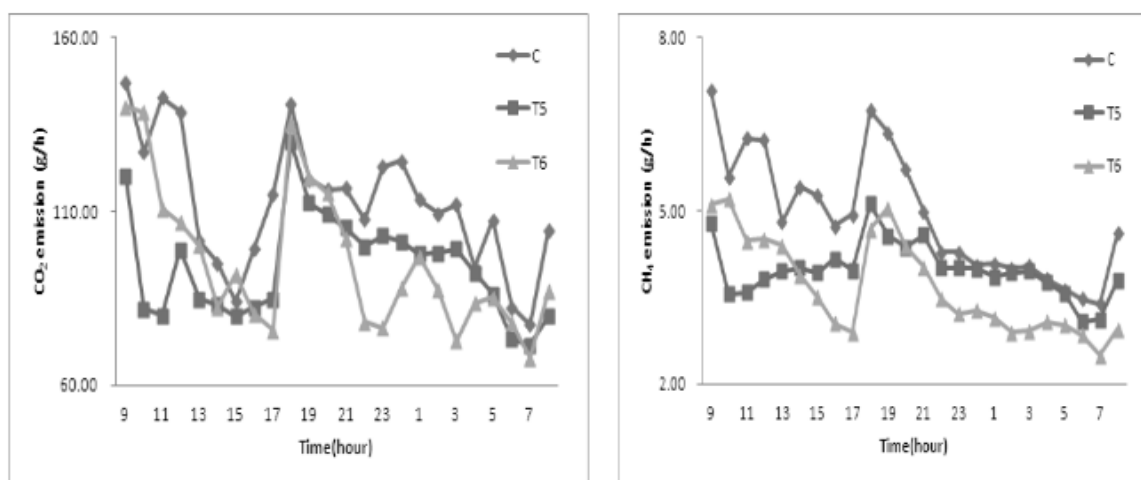 160.00
110.00
60.00
CO₂ emission (g/h)
C
T5
T6
9 11 13 15 17 19 21 23 1 3 5 7
Time(hour)
8.00
5.00
2.00
CH₄ emission (g/h)
C
T5
T6
9 11 13 15 17 19 21 23 1 3 5 7
Time(hour)